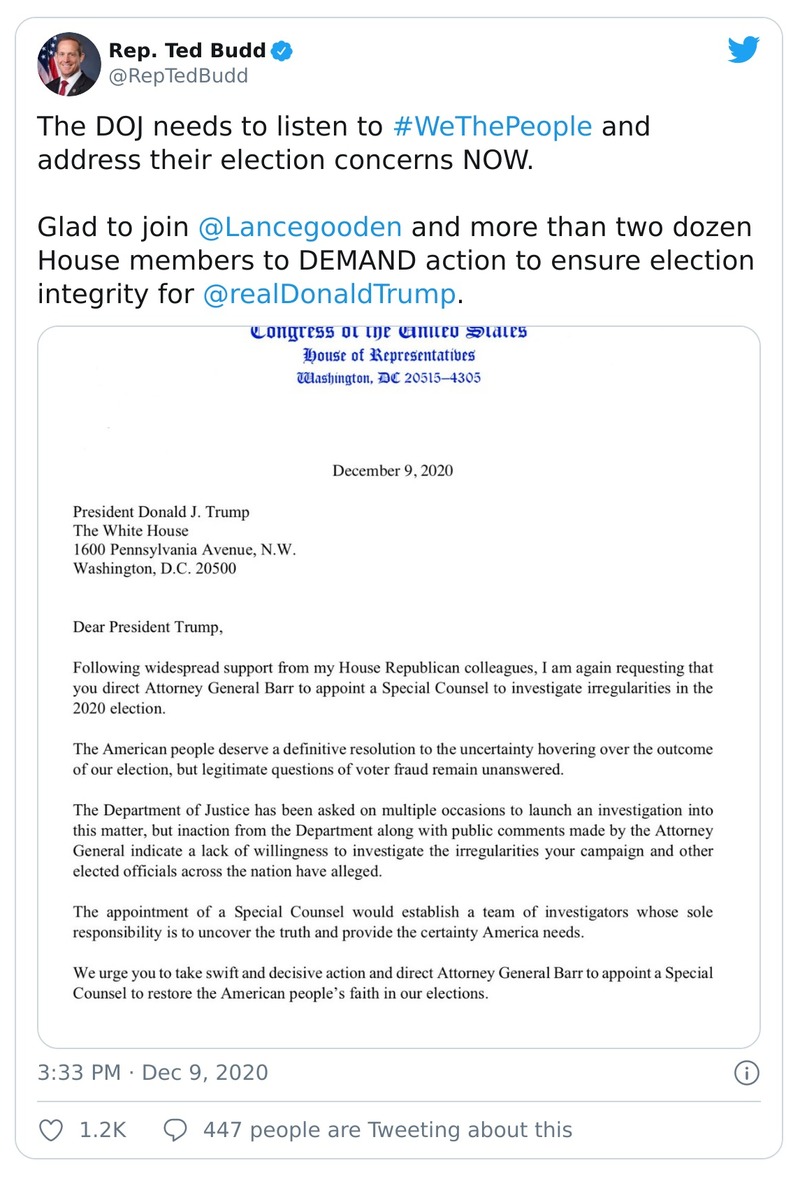 Rep. Ted Budd
@RepTedBudd
The DOJ needs to listen to #WeThePeople and
address their election concerns NOW.
Glad to join @Lancegooden and more than two dozen
House members to DEMAND action to ensure election
integrity for @realDonaldTrump.
Congress of the United States
House of Representatives
Washington, DC 20515–4305
December 9, 2020
President Donald J. Trump
The White House
1600 Pennsylvania Avenue, N.W.
Washington, D.C. 20500
Dear President Trump,
Following widespread support from my House Republican colleagues, I am again requesting that
you direct Attorney General Barr to appoint a Special Counsel to investigate irregularities in the
2020 election.
The American people deserve a definitive resolution to the uncertainty hovering over the outcome
of our election, but legitimate questions of voter fraud remain unanswered.
The Department of Justice has been asked on multiple occasions to launch an investigation into
this matter, but inaction from the Department along with public comments made by the Attorney
General indicate a lack of willingness to investigate the irregularities your campaign and other
elected officials across the nation have alleged.
The appointment of a Special Counsel would establish a team of investigators whose sole
responsibility is to uncover the truth and provide the certainty America needs.
We urge you to take swift and decisive action and direct Attorney General Barr to appoint a Special
Counsel to restore the American people's faith in our elections.
3:33 PM · Dec 9, 2020
1.2K 447 people are Tweeting about this